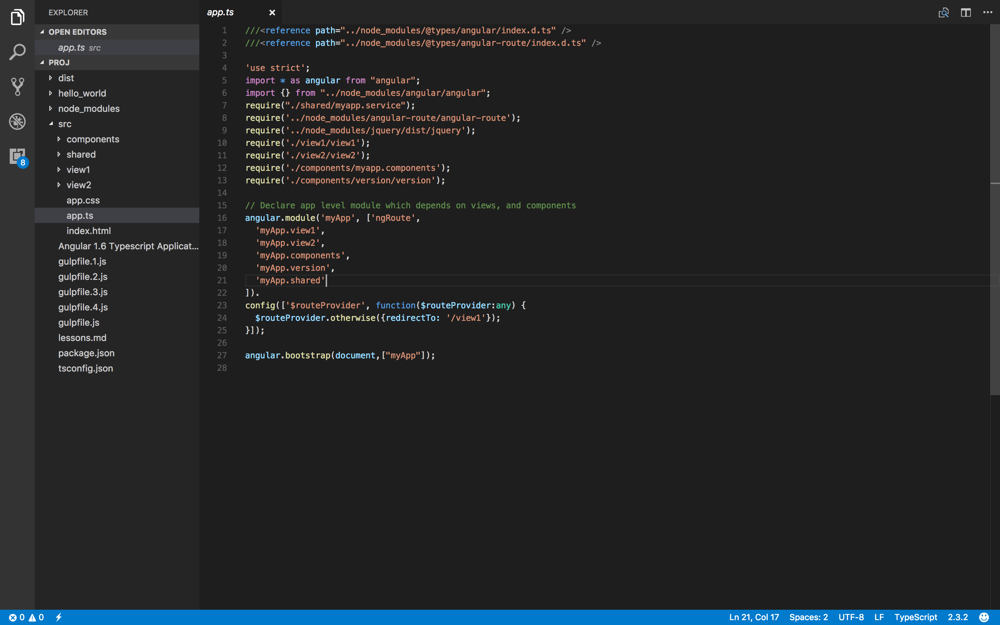 EXPLORER
OPEN EDITORS
app.ts src
PROJ
dist
hello_world
node_modules
src
components
shared
view1
view2
app.css
app.ts
index.html
Angular 1.6 Typescript Applicat...
gulpfile.1.js
gulpfile.2.js
gulpfile.3.js
gulpfile.4.js
gulpfile.js
lessons.md
package.json
tsconfig.json
8
app.ts
1 ///<reference path="../node_modules/@types/angular/index.d.ts" />
2 ///<reference path="../node_modules/@types/angular-route/index.d.ts" />
3
4 'use strict';
5 import * as angular from "angular";
6 import {} from "../node_modules/angular/angular";
7 require("./shared/myapp.service");
8 require('../node_modules/angular-route/angular-route');
9 require('../node_modules/jquery/dist/jquery');
10 require('./view1/view1');
11 require('./view2/view2');
12 require('./components/myapp.components');
13 require('./components/version/version');
14
15 // Declare app level module which depends on views, and components
16 angular.module('myApp', ['ngRoute',
17   'myApp.view1',
18   'myApp.view2',
19   'myApp.components',
20   'myApp.version',
21   'myApp.shared'
22 ]).
23 config(['$routeProvider', function($routeProvider:any) {
24   $routeProvider.otherwise({redirectTo: '/view1'});
25 }]);
26
27 angular.bootstrap(document,["myApp"]);
28
0 0 Ln 21, Col 17 Spaces: 2 UTF-8 LF TypeScript 2.3.2